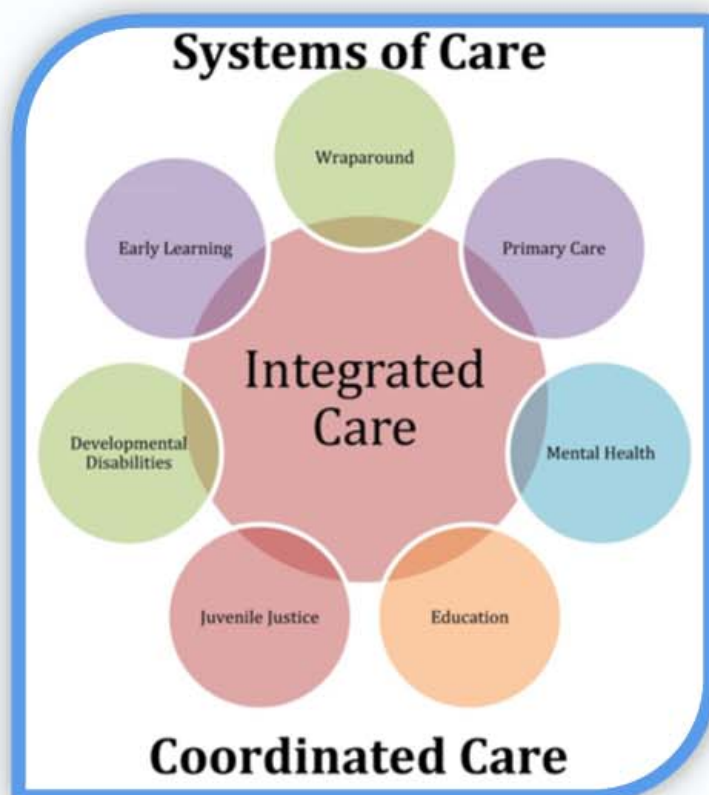 Systems of Care
Wraparound
Early Learning
Primary Care
Integrated
Care
Developmental
Disabilities
Mental Health
Juvenile Justice
Education
Coordinated Care